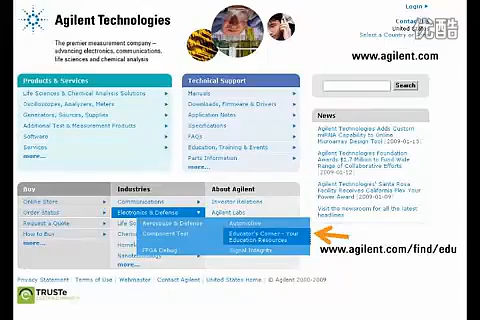 Agilent Technologies
The premier measurement company –
advancing electronics, communications,
life sciences and chemical analysis
Login
Contact
Select a Country or
优酷
www.agilent.com
Search
Products & Services
Life Sciences & Chemical Analysis Solutions
Oscilloscopes, Analyzers, Meters
Generators, Sources, Supplies
Additional Test & Measurement Products
Software
Services
more...
Technical Support
Manuals
Downloads, Firmware & Drivers
Application Notes
Specifications
FAQs
Education, Training & Events
Parts Information
more...
News
Agilent Technologies Adds Custom
miRNA Capability to Online
Microarray Design Tool [2009-01-13]
Agilent Technologies Foundation
Awards $1.7 Million to Fund Wide
Range of Collaborative Research
[2009-01-12]
Agilent Technologies' Santa Rosa
Facility Receives California Flex Your
Power Award [2009-01-09]
Visit the newsroom for all the latest
headlines
Buy
Online Store
Order Status
Request a Quote
How to Buy
more...
Industries
Communications
Electronics & Defense
Life
Aerospace & Defense
Component Test
FPGA Debug
Nanote
more...
Automotive
Educator's Corner - Your
Education Resources
Signal Integrity
About Agilent
Investor Relations
Agilent Labs
www.agilent.com/find/edu
Privacy Statement | Terms of Use | Webmaster | Contact Agilent | United States Home | © Agilent 2000-2009
TRUSTe